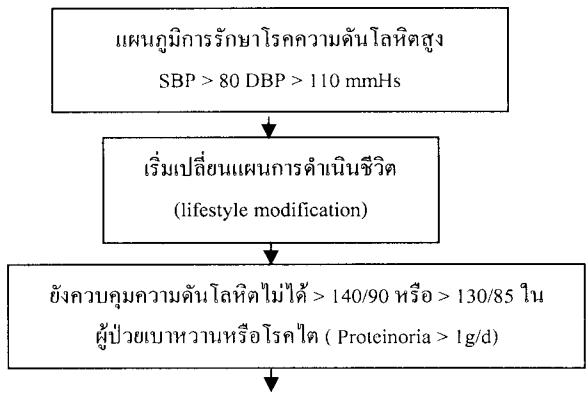 แผนภูมิการรักษาโรคความดันโลหิตสูง
SBP > 80 DBP > 110 mmHs
เริ่มเปลี่ยนแผนการดำเนินชีวิต
(lifestyle modification)
ยังควบคุมความดันโลหิตไม่ได้ > 140/90 หรือ > 130/85 ใน
ผู้ป่วยเบาหวานหรือโรคไต ( Proteinoria > 1g/d)